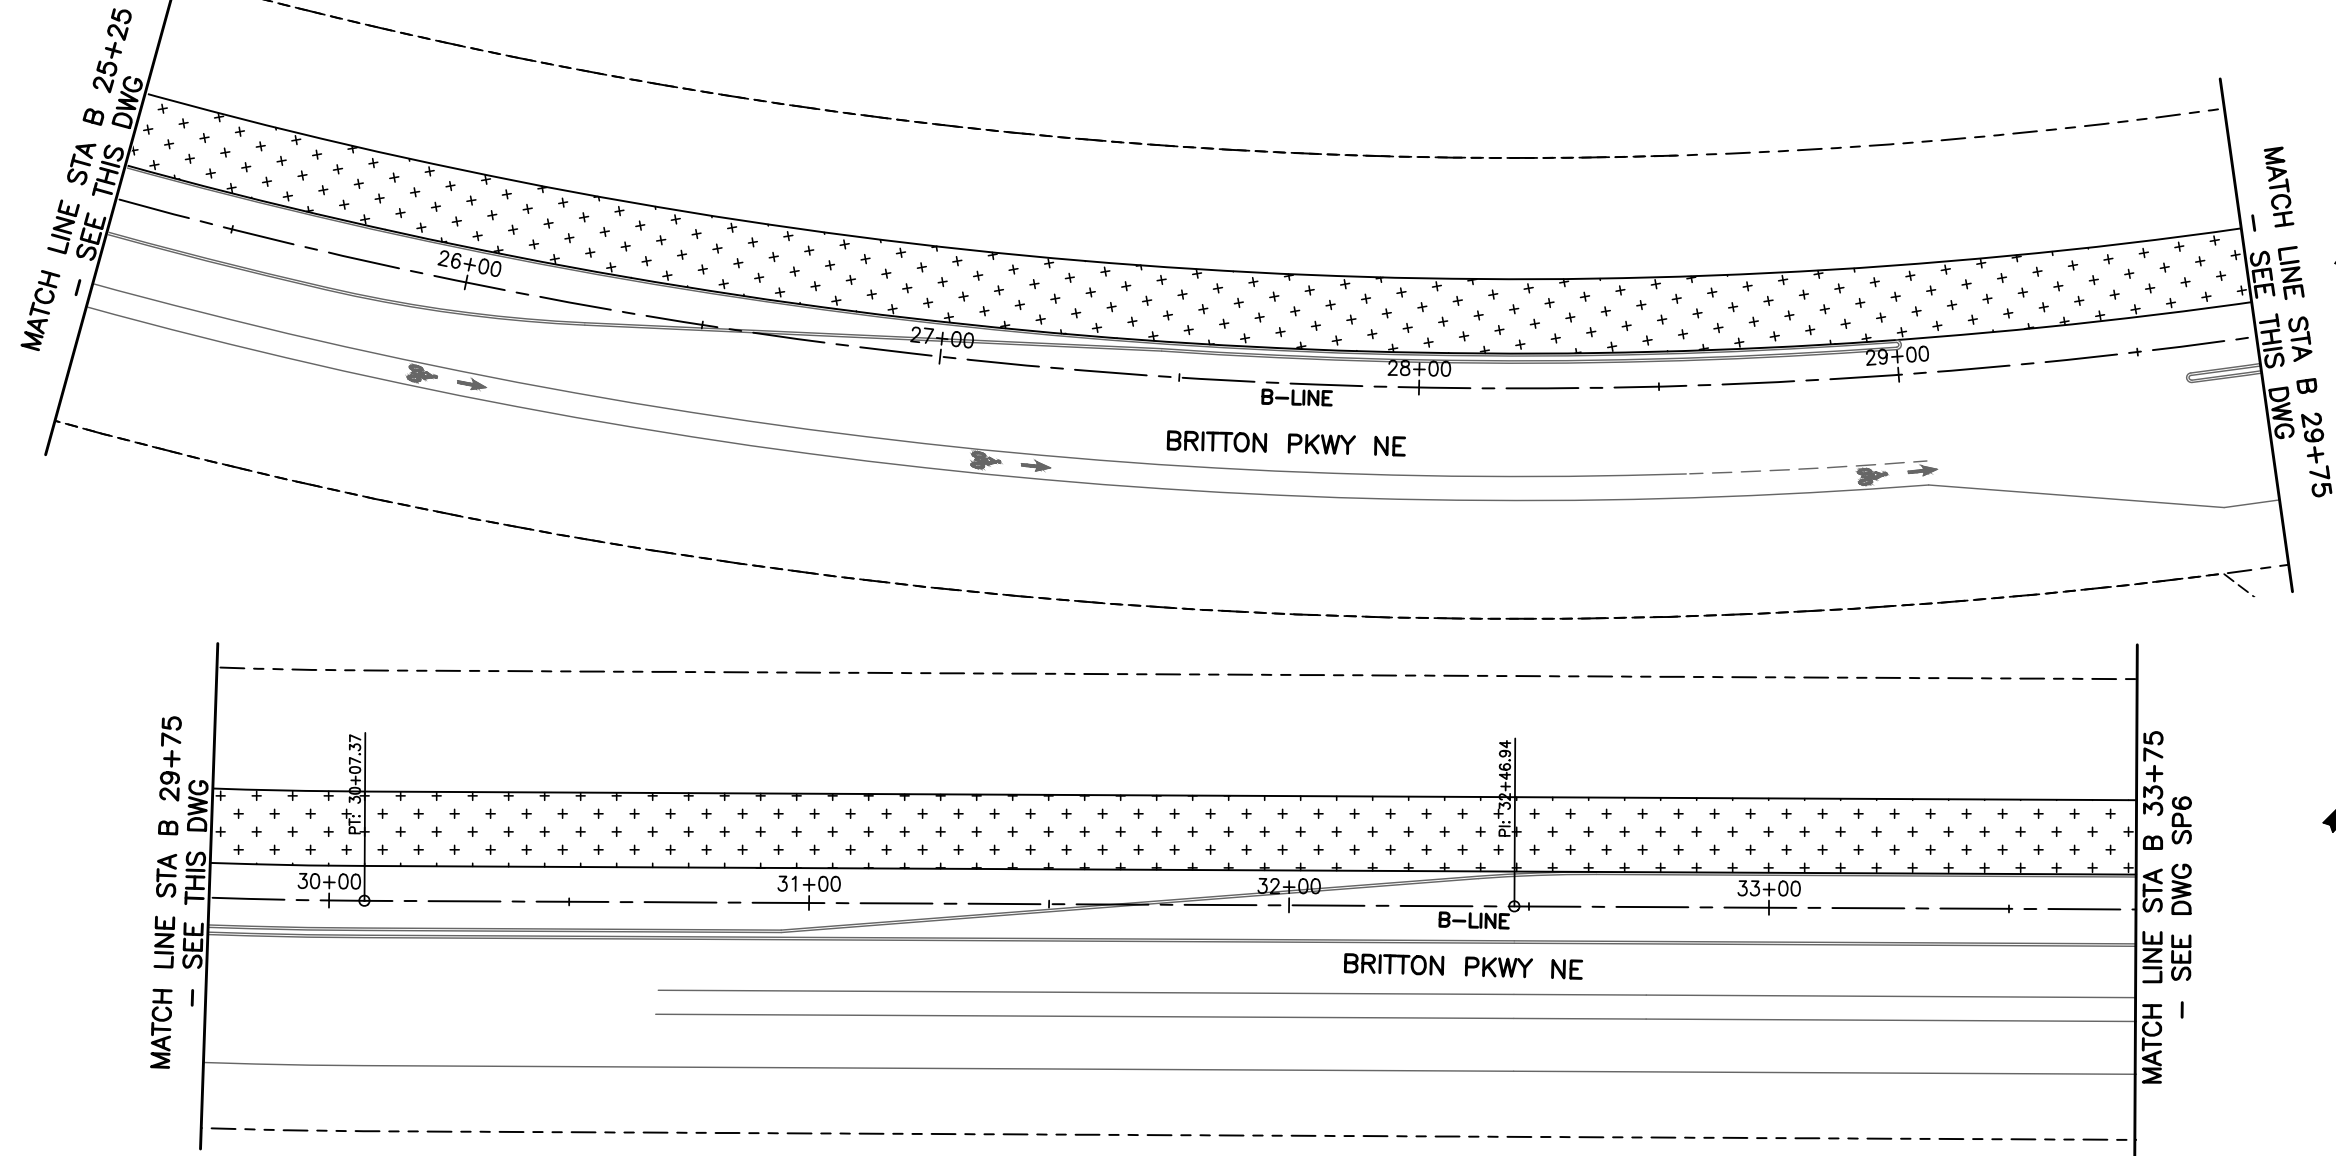 MATCH LINE STA B 25+25
– SEE THIS DWG
26+00
27+00
28+00
29+00
B-LINE
BRITTON PKWY NE
MATCH LINE STA B 29+75
– SEE THIS DWG
MATCH LINE STA B 29+75
– SEE THIS DWG
PT: 30+07.37
PI: 32+46.94
30+00
31+00
32+00
33+00
B-LINE
BRITTON PKWY NE
MATCH LINE STA B 33+75
– SEE DWG SP6